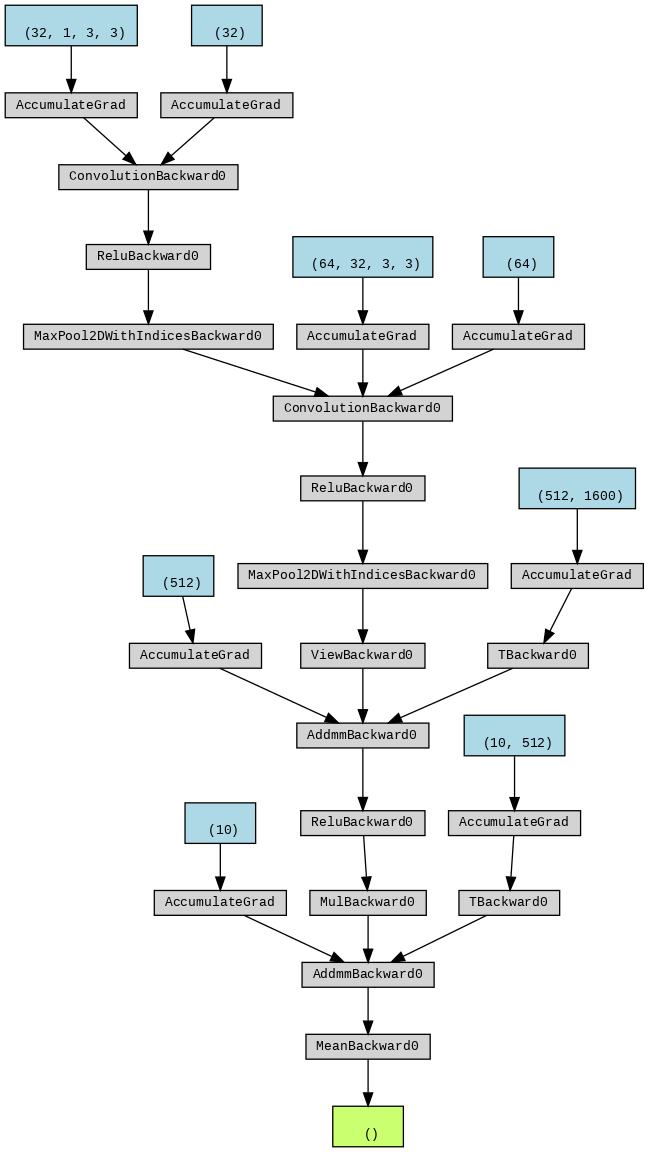 (32, 1, 3, 3)
(32)
AccumulateGrad
AccumulateGrad
ConvolutionBackward0
ReluBackward0
(64, 32, 3, 3)
(64)
MaxPool2DWithIndicesBackward0
AccumulateGrad
AccumulateGrad
ConvolutionBackward0
ReluBackward0
(512, 1600)
(512)
MaxPool2DWithIndicesBackward0
AccumulateGrad
AccumulateGrad
ViewBackward0
TBackward0
AddmmBackward0
(10, 512)
(10)
ReluBackward0
AccumulateGrad
AccumulateGrad
MulBackward0
TBackward0
AddmmBackward0
MeanBackward0
()